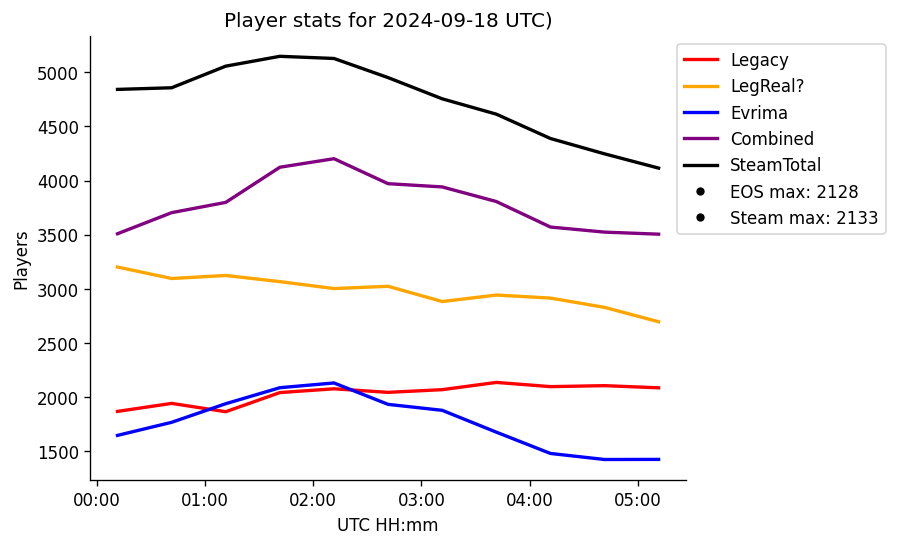 Player stats for 2024-09-18 UTC)
Legacy
LegReal?
Evrima
Combined
SteamTotal
EOS max: 2128
Steam max: 2133
Players
5000
4500
4000
3500
3000
2500
2000
1500
00:00 01:00 02:00 03:00 04:00 05:00
UTC HH:mm